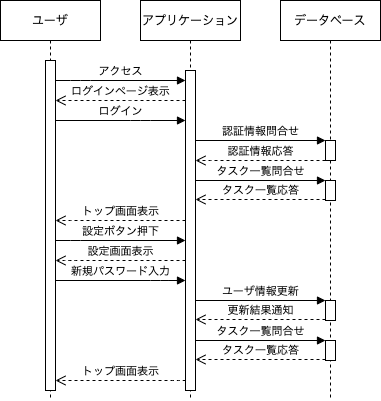 ユーザ
アプリケーション
データベース
アクセス
ログインページ表示
ログイン
認証情報問合せ
認証情報応答
タスク一覧問合せ
タスク一覧応答
トップ画面表示
設定ボタン押下
設定画面表示
新規パスワード入力
ユーザ情報更新
更新結果通知
タスク一覧問合せ
タスク一覧応答
トップ画面表示